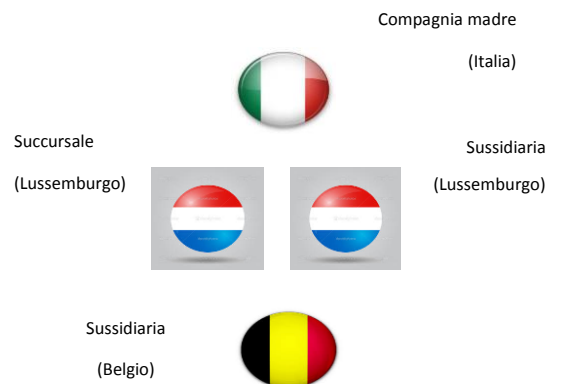 Compagnia madre
(Italia)
Succursale
(Lussemburgo)
Sussidiaria
(Lussemburgo)
Sussidiaria
(Belgio)